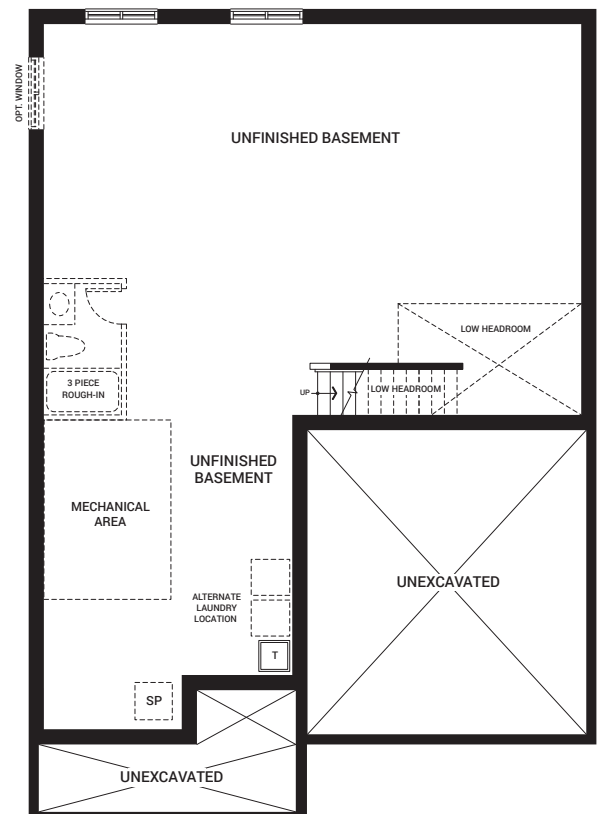 OPT. WINDOW
UNFINISHED BASEMENT
LOW HEADROOM
3 PIECE
ROUGH-IN
UP
LOW HEADROOM
UNFINISHED
BASEMENT
MECHANICAL
AREA
UNEXCAVATED
ALTERNATE
LAUNDRY
LOCATION
T
SP
UNEXCAVATED